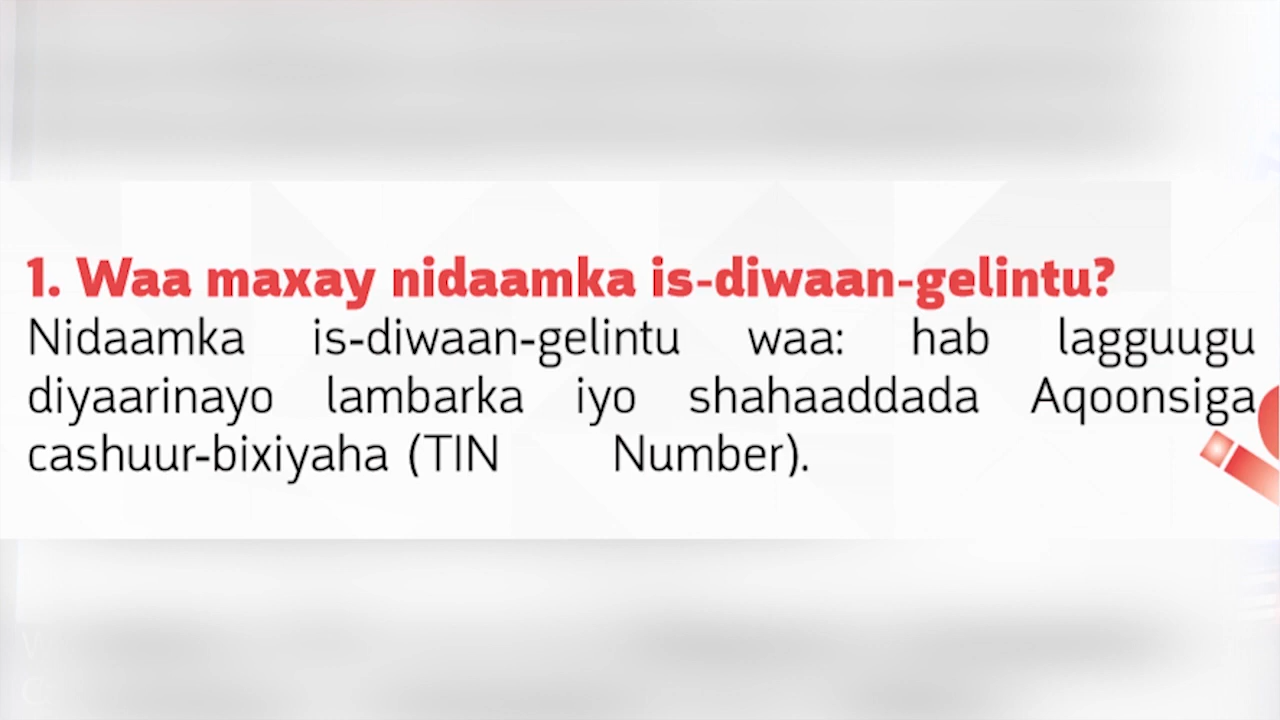 1. Waa maxay nidaamka is-diwaan-gelintu?
Nidaamka is-diwaan-gelintu waa: hab lagguugu
diyaarinayo lambarka iyo shahaaddada Aqoonsiga
cashuur-bixiyaha (TIN Number).